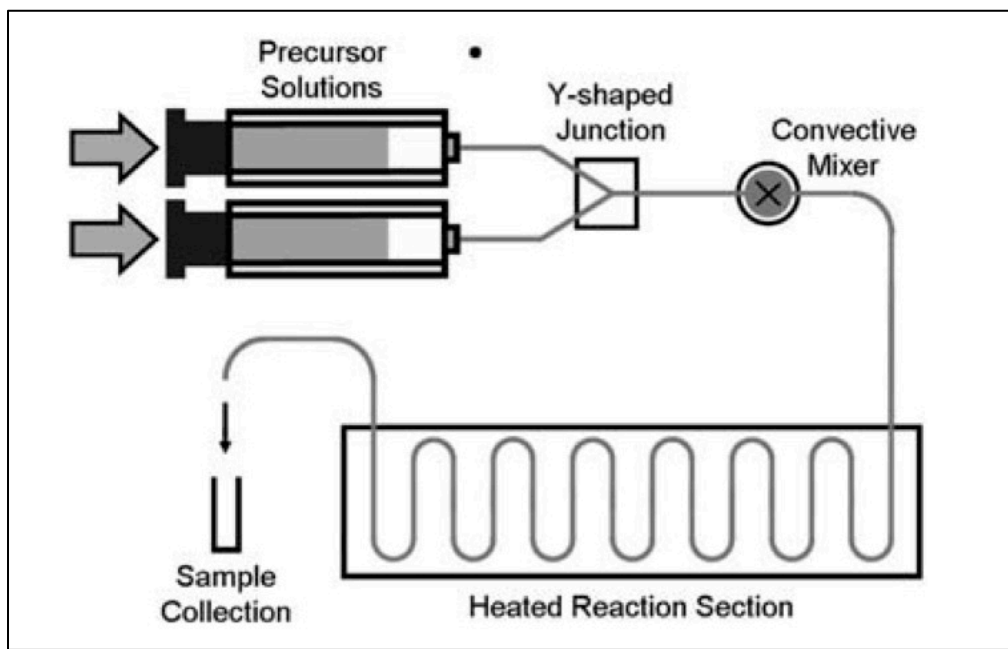 Precursor
Solutions
Y-shaped
Junction
Convective
Mixer
Sample
Collection
Heated Reaction Section